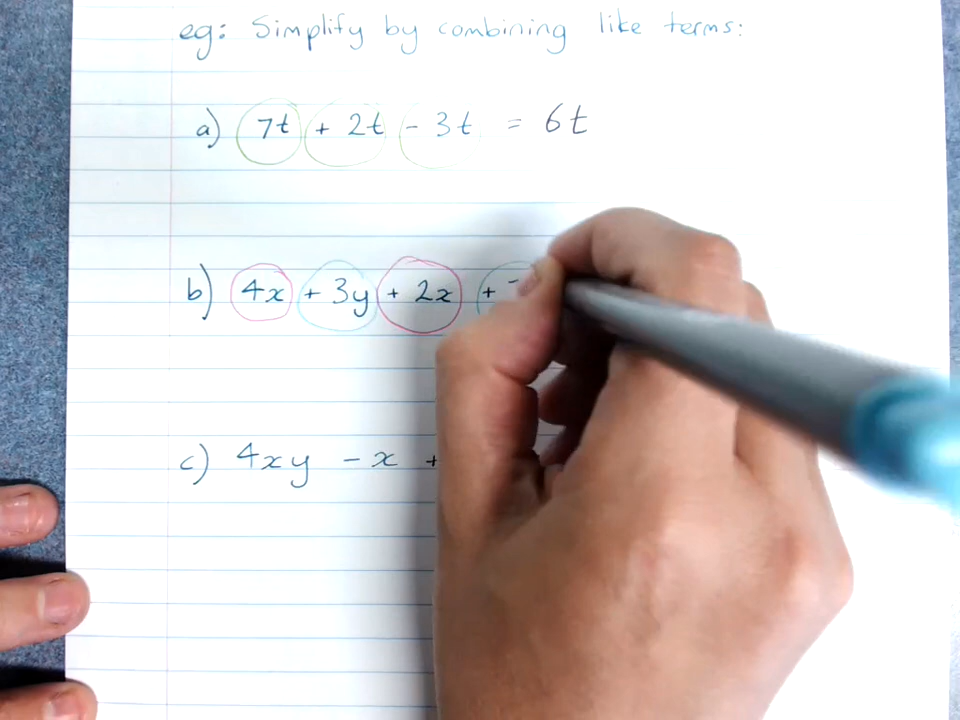 eg: Simplify by combining like terms:
a) 7t + 2t - 3t = 6t
b) 4x + 3y + 2x +
c) 4xy - x +